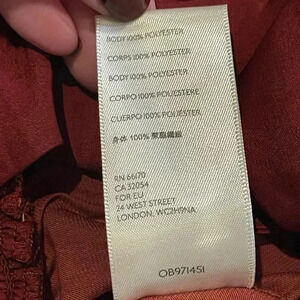 BODY 100% POLYESTER
CORPS 100% POLYESTER
BODY 100% POLYESTER
CORPO 100% POLIESTERE
CUERPO 100% POLIÉSTER
身体 100% 聚酯纖維
RN 66170
CA 32054
FOR EU
24 WEST STREET
LONDON, WC2H9NA
OB971451